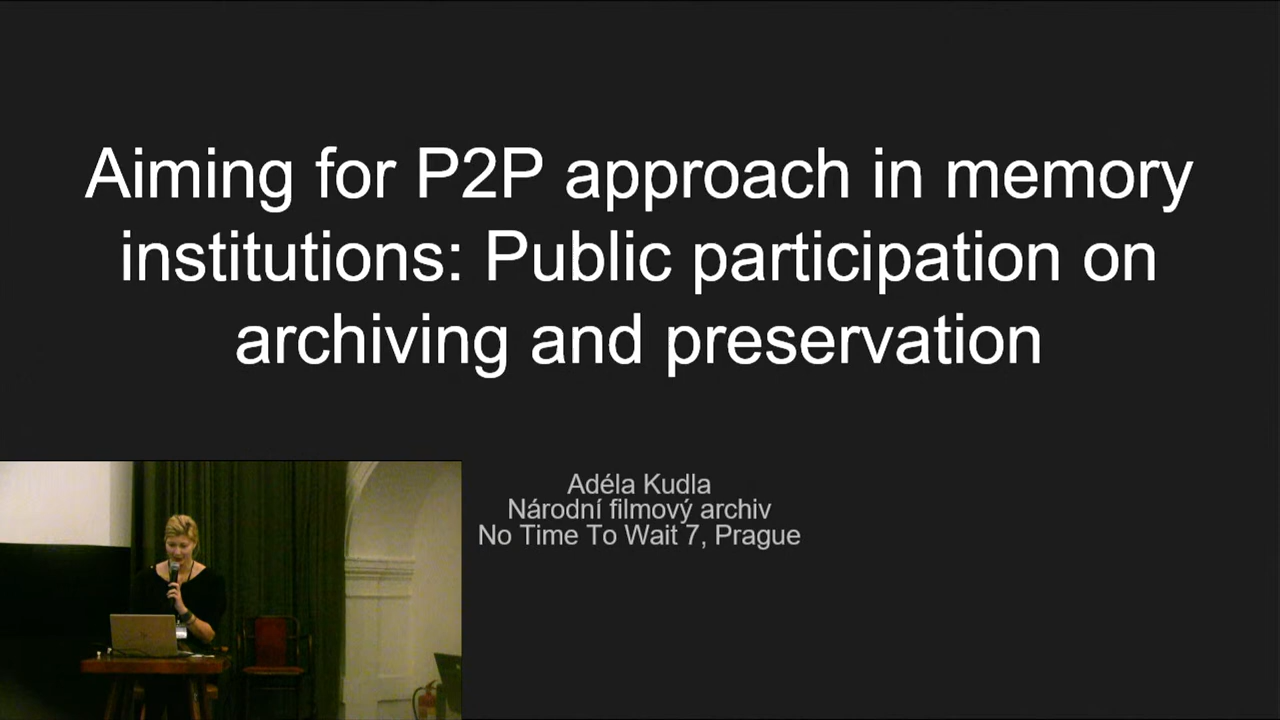 Aiming for P2P approach in memory
institutions: Public participation on
archiving and preservation
Adéla Kudla
Národní filmový archiv
No Time To Wait 7, Prague